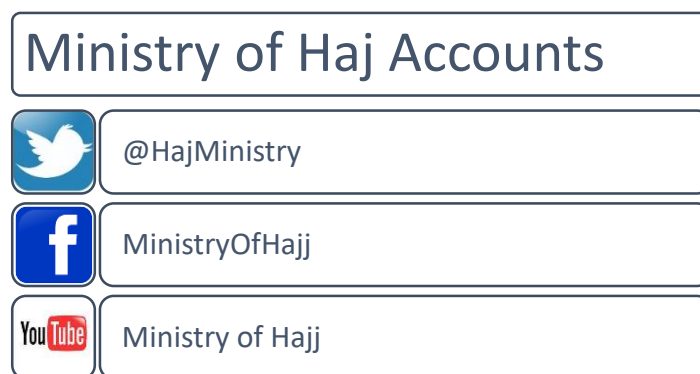 Ministry of Haj Accounts
@HajMinistry
f
MinistryOfHajj
You Tube
Ministry of Hajj